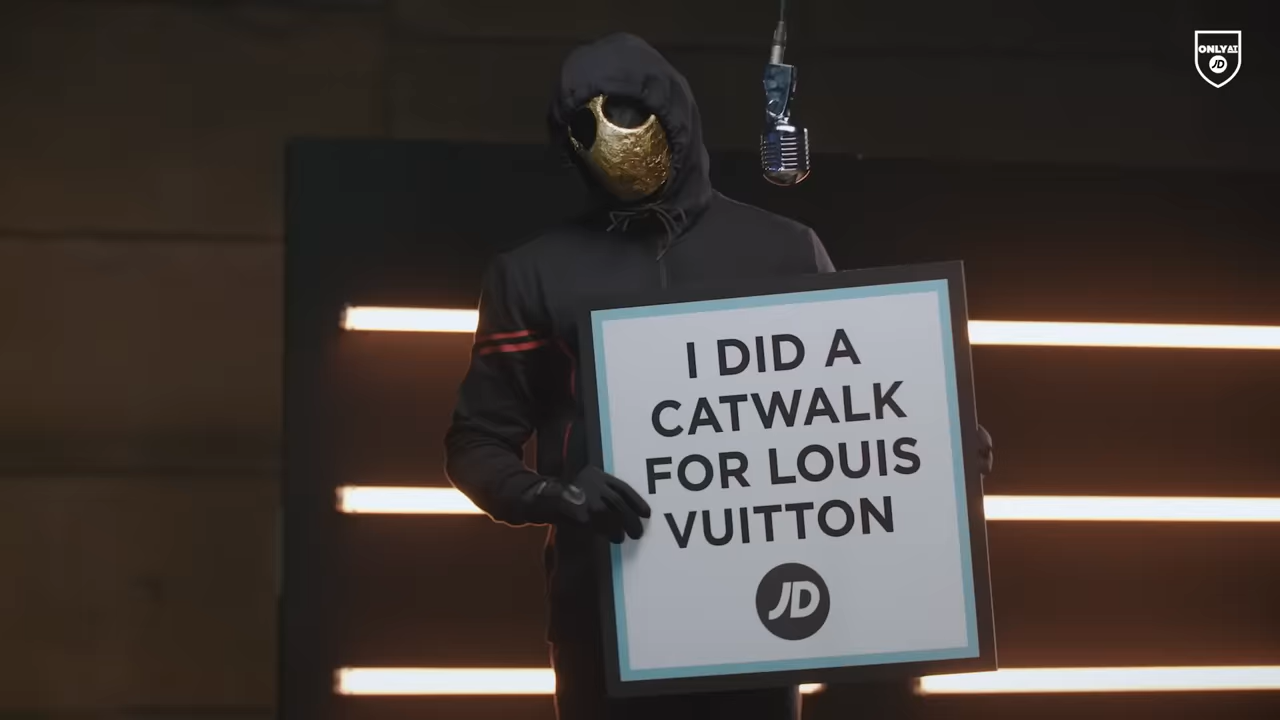 ONLY AT
JD
I DID A
CATWALK
FOR LOUIS
VUITTON
JD